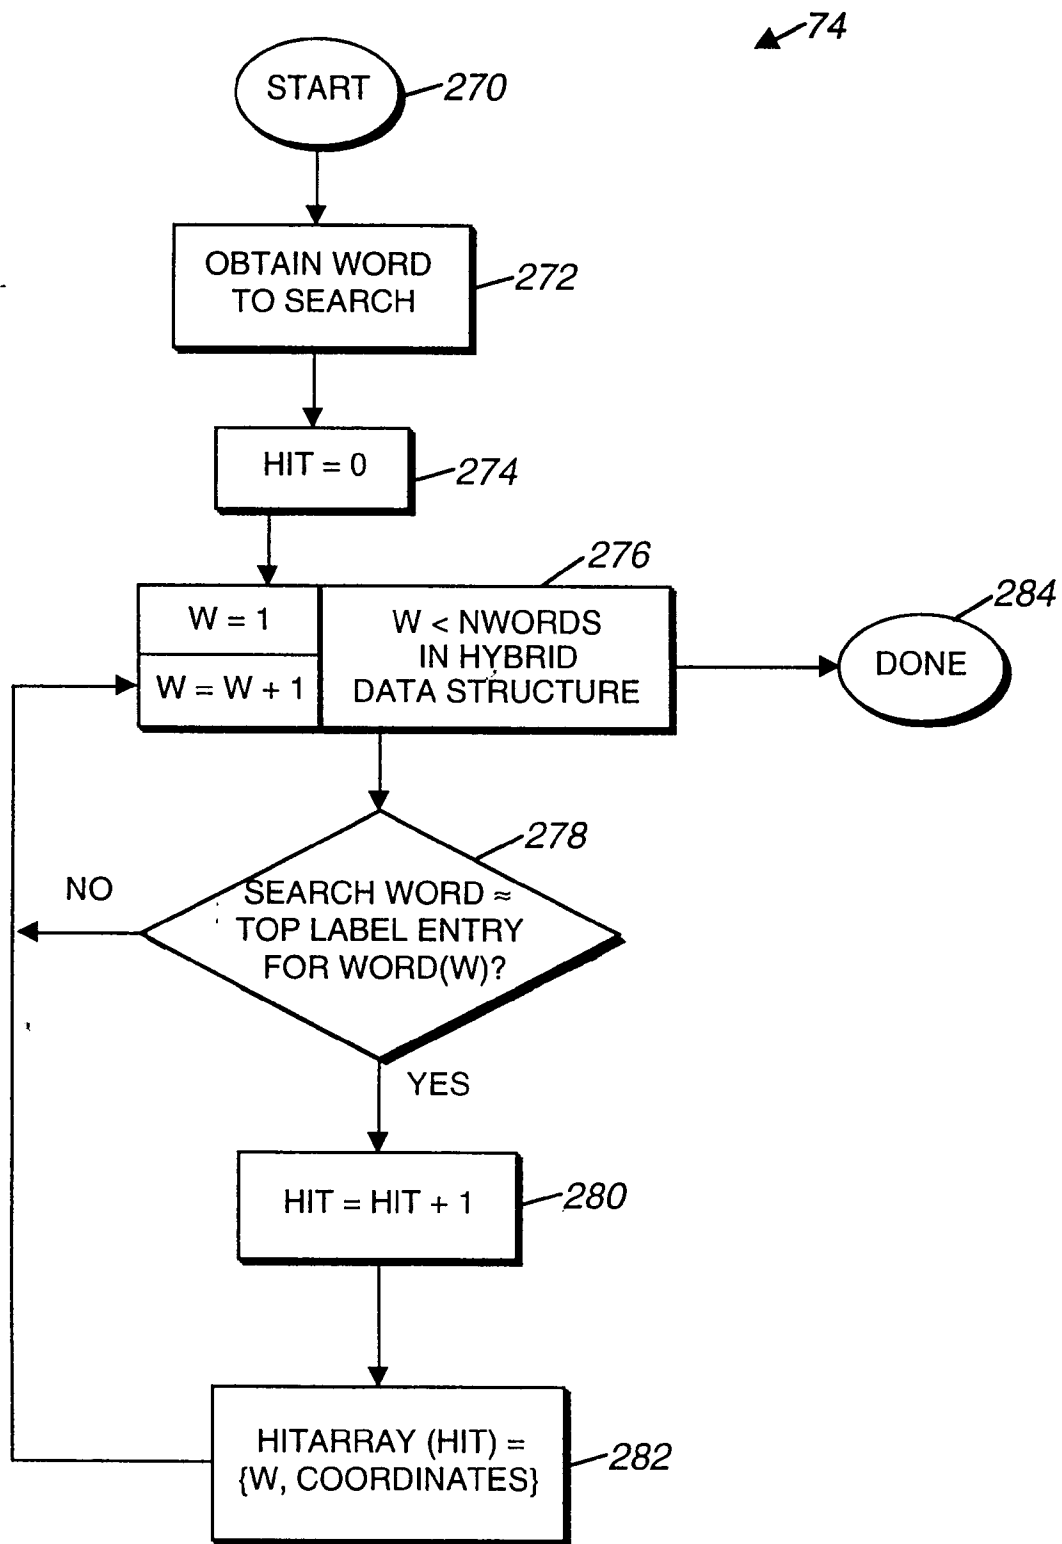 74
START
270
OBTAIN WORD
TO SEARCH
272
HIT = 0
274
276
W = 1
W = W + 1
W < NWORDS
IN HYBRID
DATA STRUCTURE
284
DONE
278
NO
SEARCH WORD ≈
TOP LABEL ENTRY
FOR WORD(W)?
YES
HIT = HIT + 1
280
HITARRAY (HIT) =
{W, COORDINATES}
282